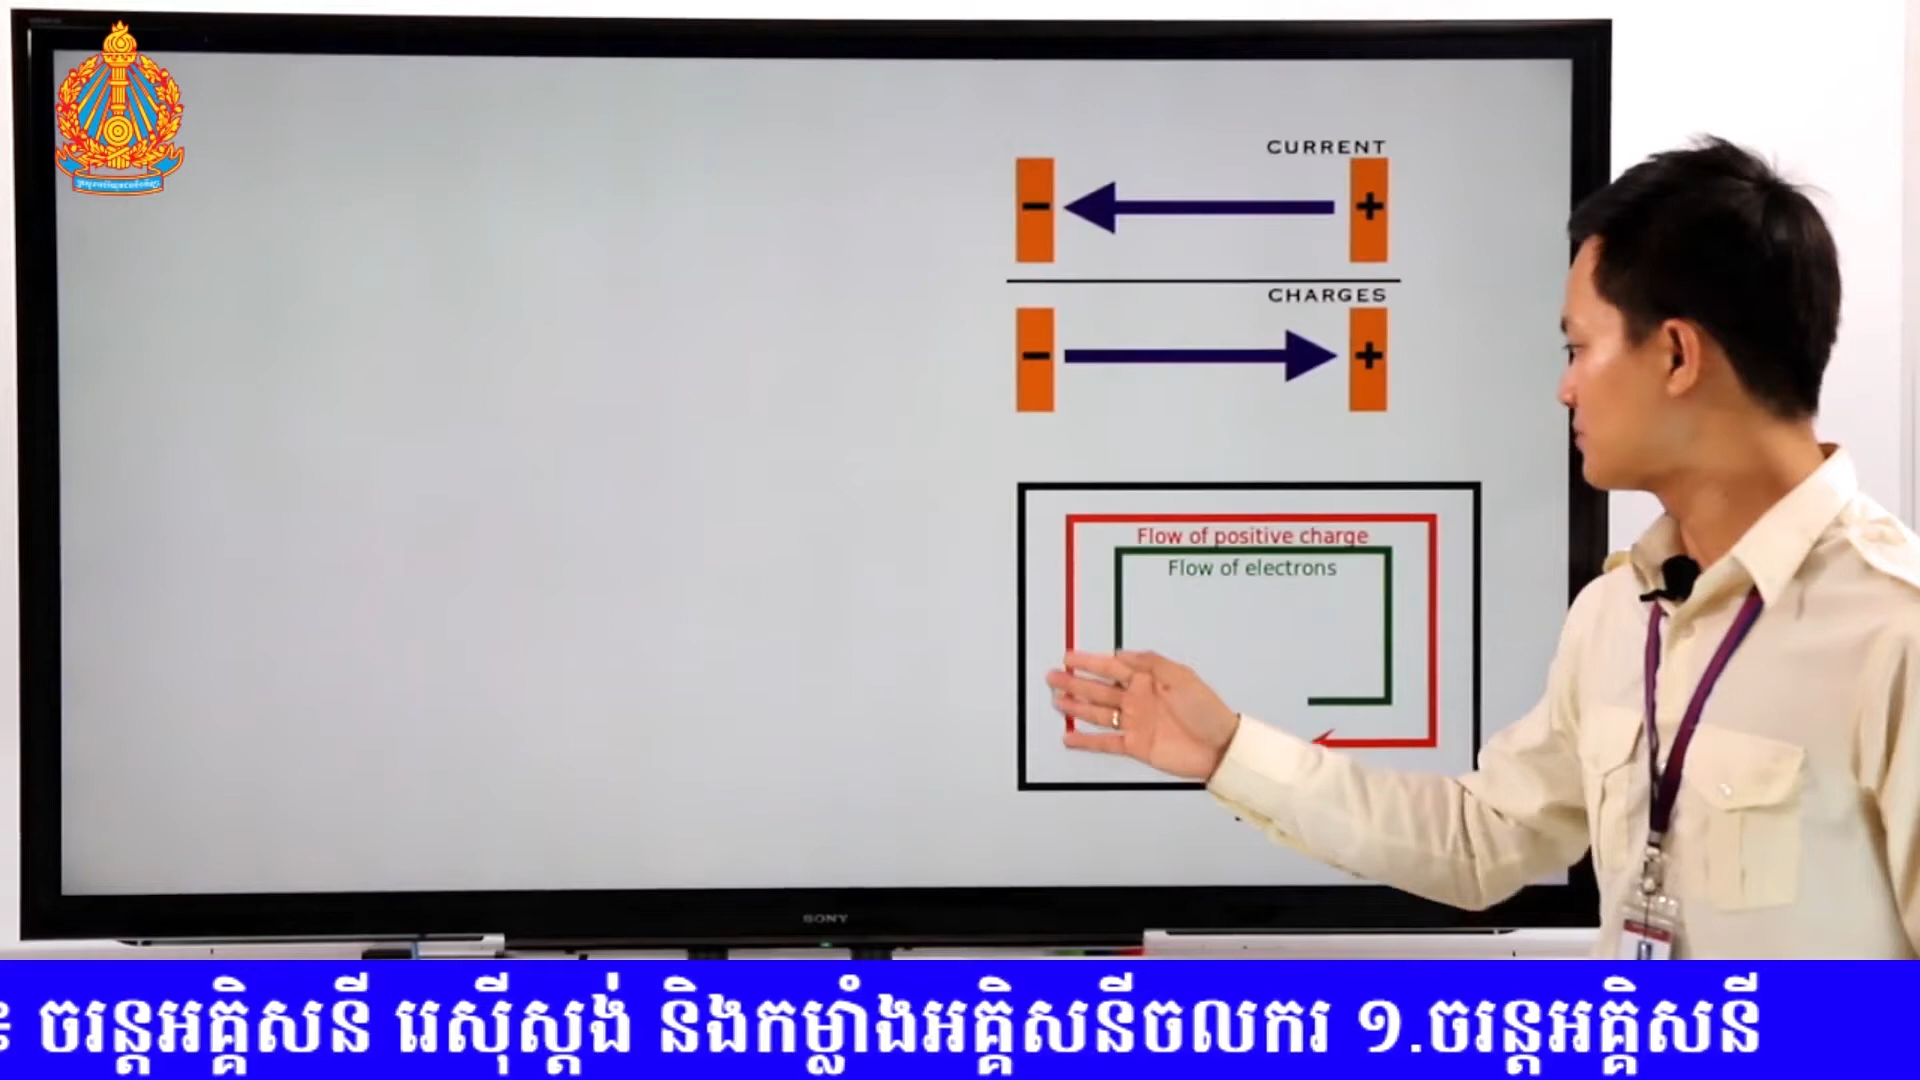 CURRENT
− +
CHARGES
− +
Flow of positive charge
Flow of electrons
SONY
ចរន្តអគ្គិសនី រេស៊ីស្តង់ និងកម្លាំងអគ្គិសនីចលករ ១.ចរន្តអគ្គិសនី